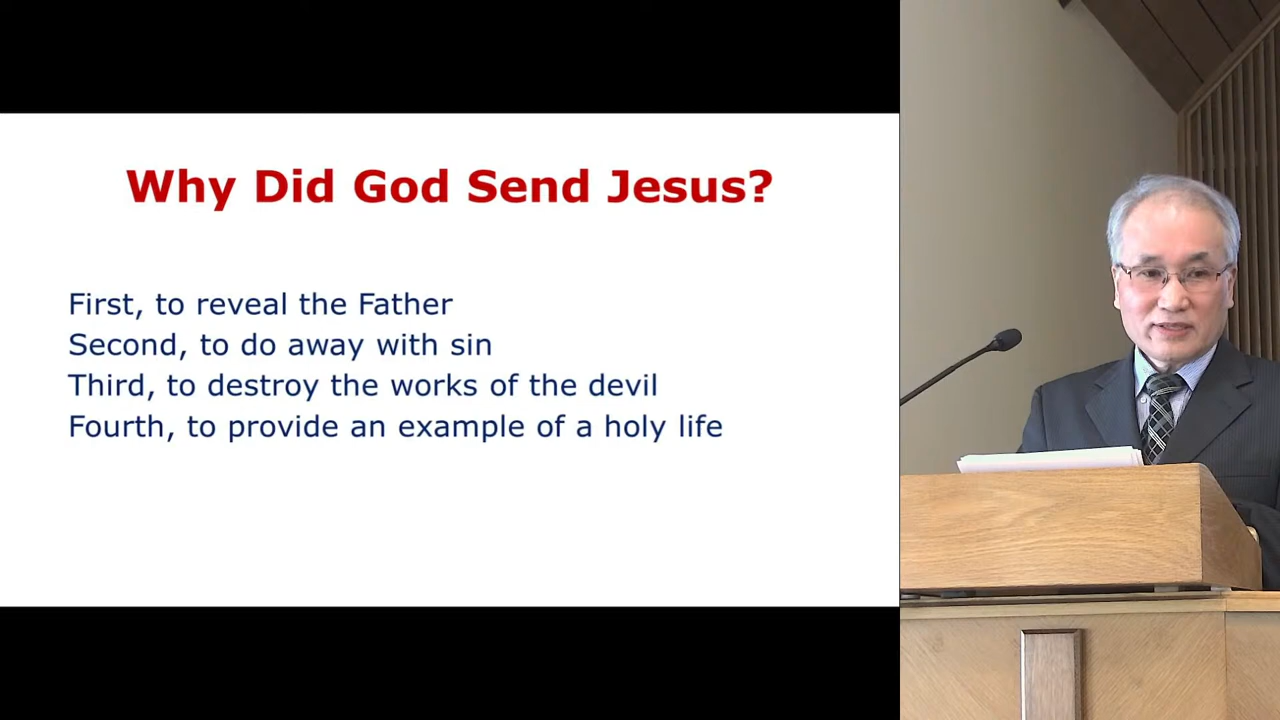 Why Did God Send Jesus?
First, to reveal the Father
Second, to do away with sin
Third, to destroy the works of the devil
Fourth, to provide an example of a holy life